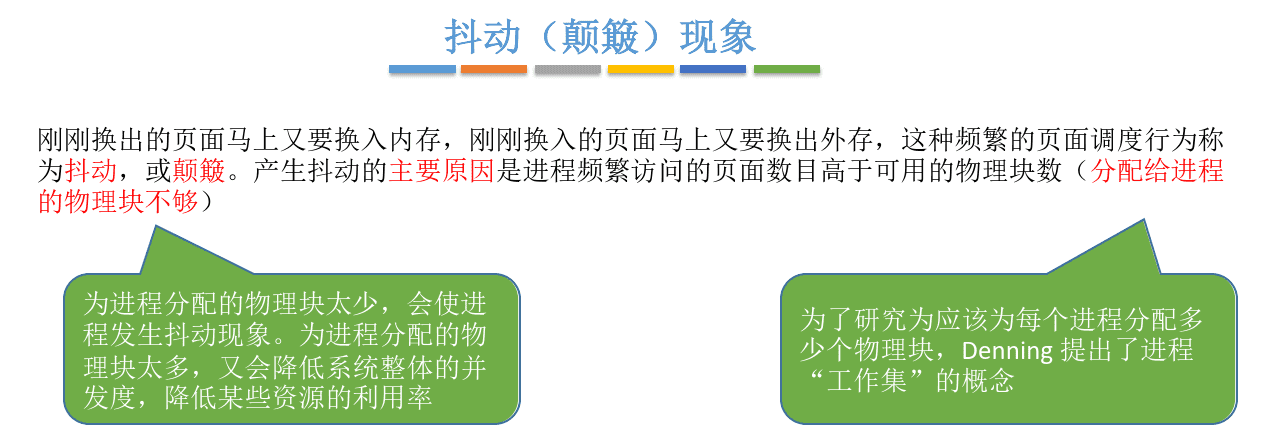 抖动（颠簸）现象
刚刚换出的页面马上又要换入内存，刚刚换入的页面马上又要换出外存，这种频繁的页面调度行为称
为抖动，或颠簸。产生抖动的主要原因是进程频繁访问的页面数目高于可用的物理块数（分配给进程
的物理块不够）
为进程分配的物理块太少，会使进
程发生抖动现象。为进程分配的物
理块太多，又会降低系统整体的并
发度，降低某些资源的利用率
为了研究为应该为每个进程分配多
少个物理块，Denning 提出了进程
“工作集”的概念